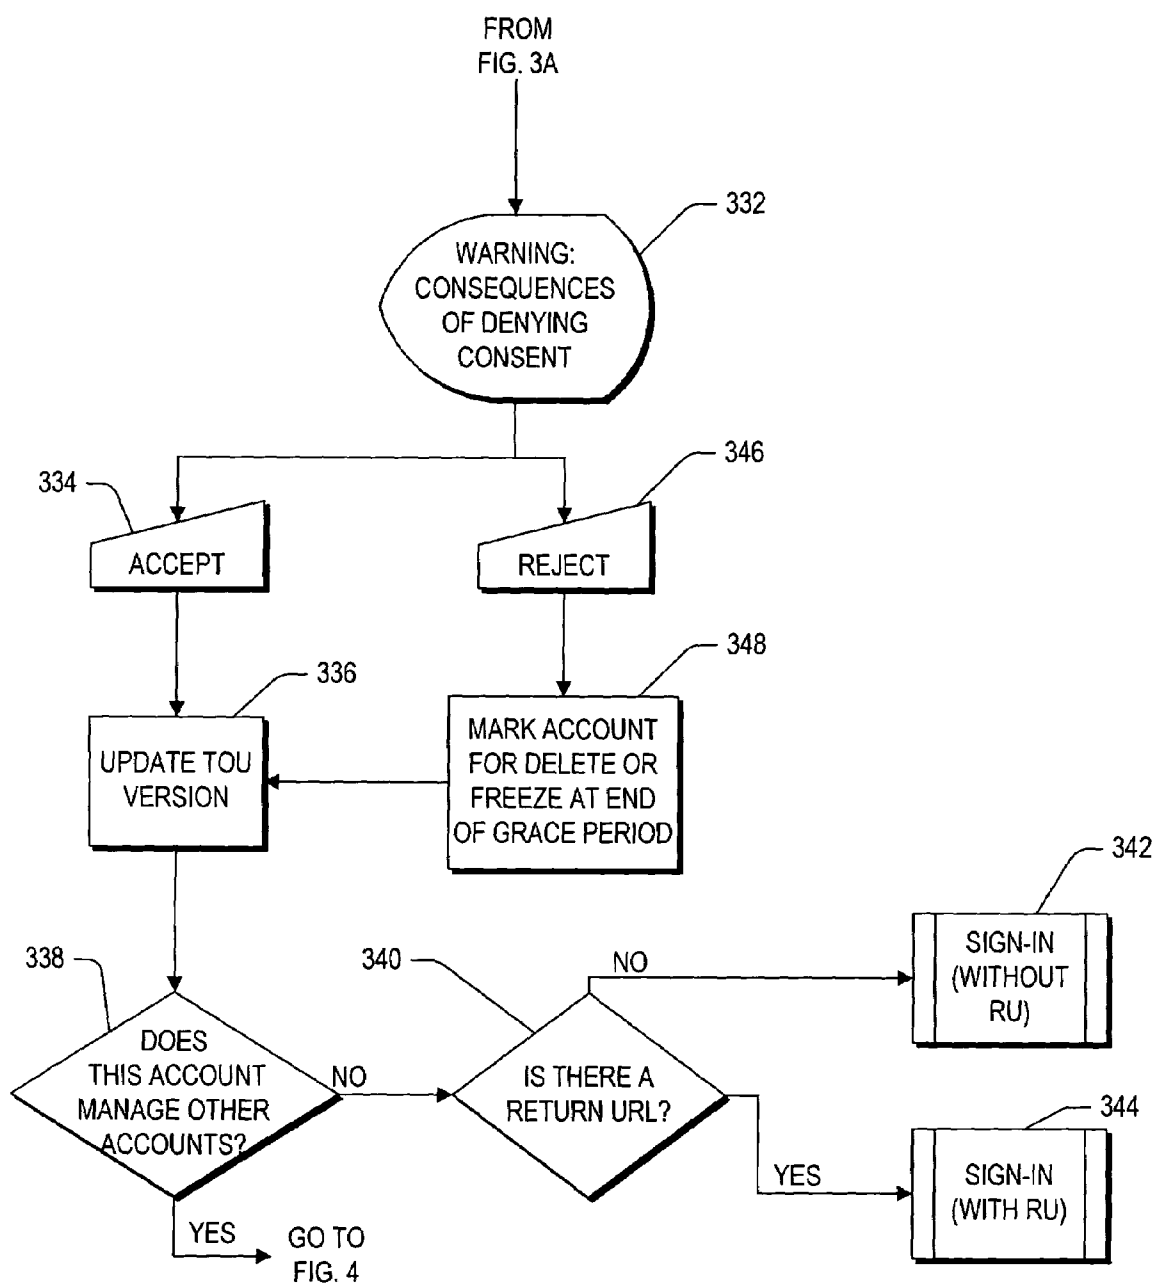 FROM
FIG. 3A
332
WARNING:
CONSEQUENCES
OF DENYING
CONSENT
334
346
ACCEPT
REJECT
336
348
UPDATE TOU
VERSION
MARK ACCOUNT
FOR DELETE OR
FREEZE AT END
OF GRACE PERIOD
338
340
342
DOES
THIS ACCOUNT
MANAGE OTHER
ACCOUNTS?
NO
IS THERE A
RETURN URL?
NO
SIGN-IN
(WITHOUT
RU)
YES
344
SIGN-IN
(WITH RU)
YES
GO TO
FIG. 4